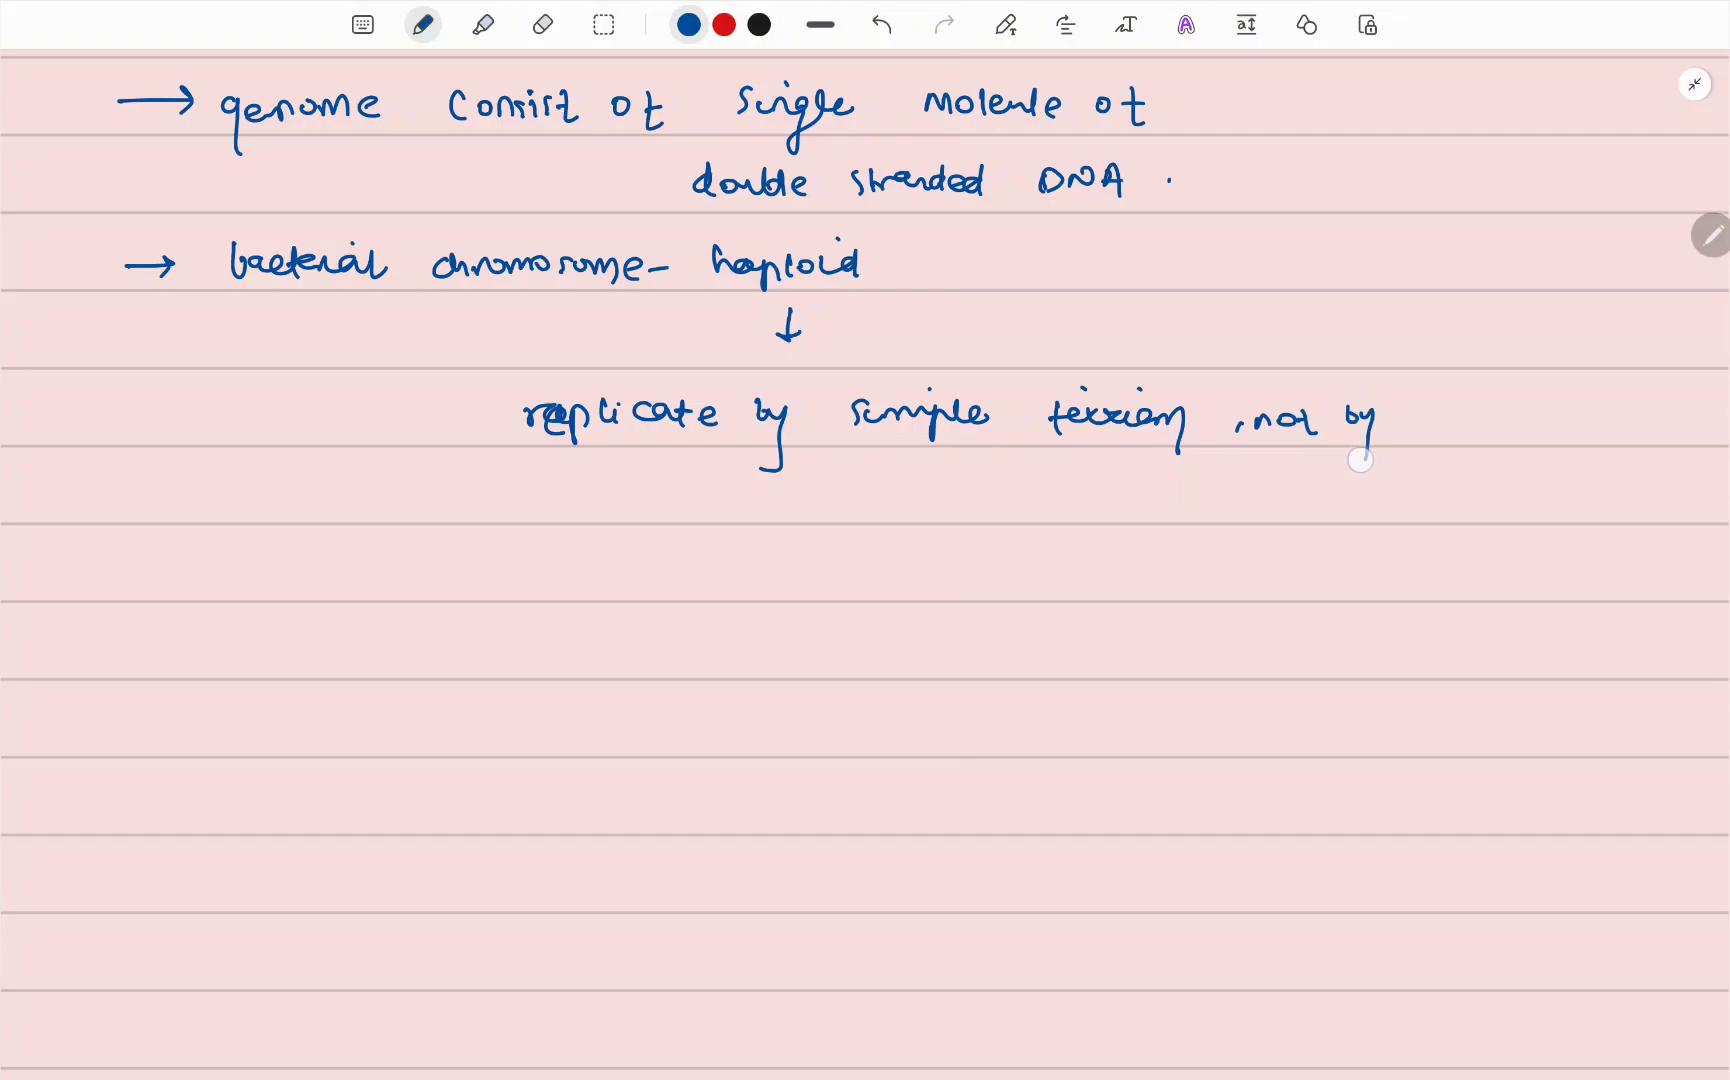 → genome consist of single molecule of
double stranded DNA .
→ bacterial chromosome - haploid
↓
replicate by simple fission , not by